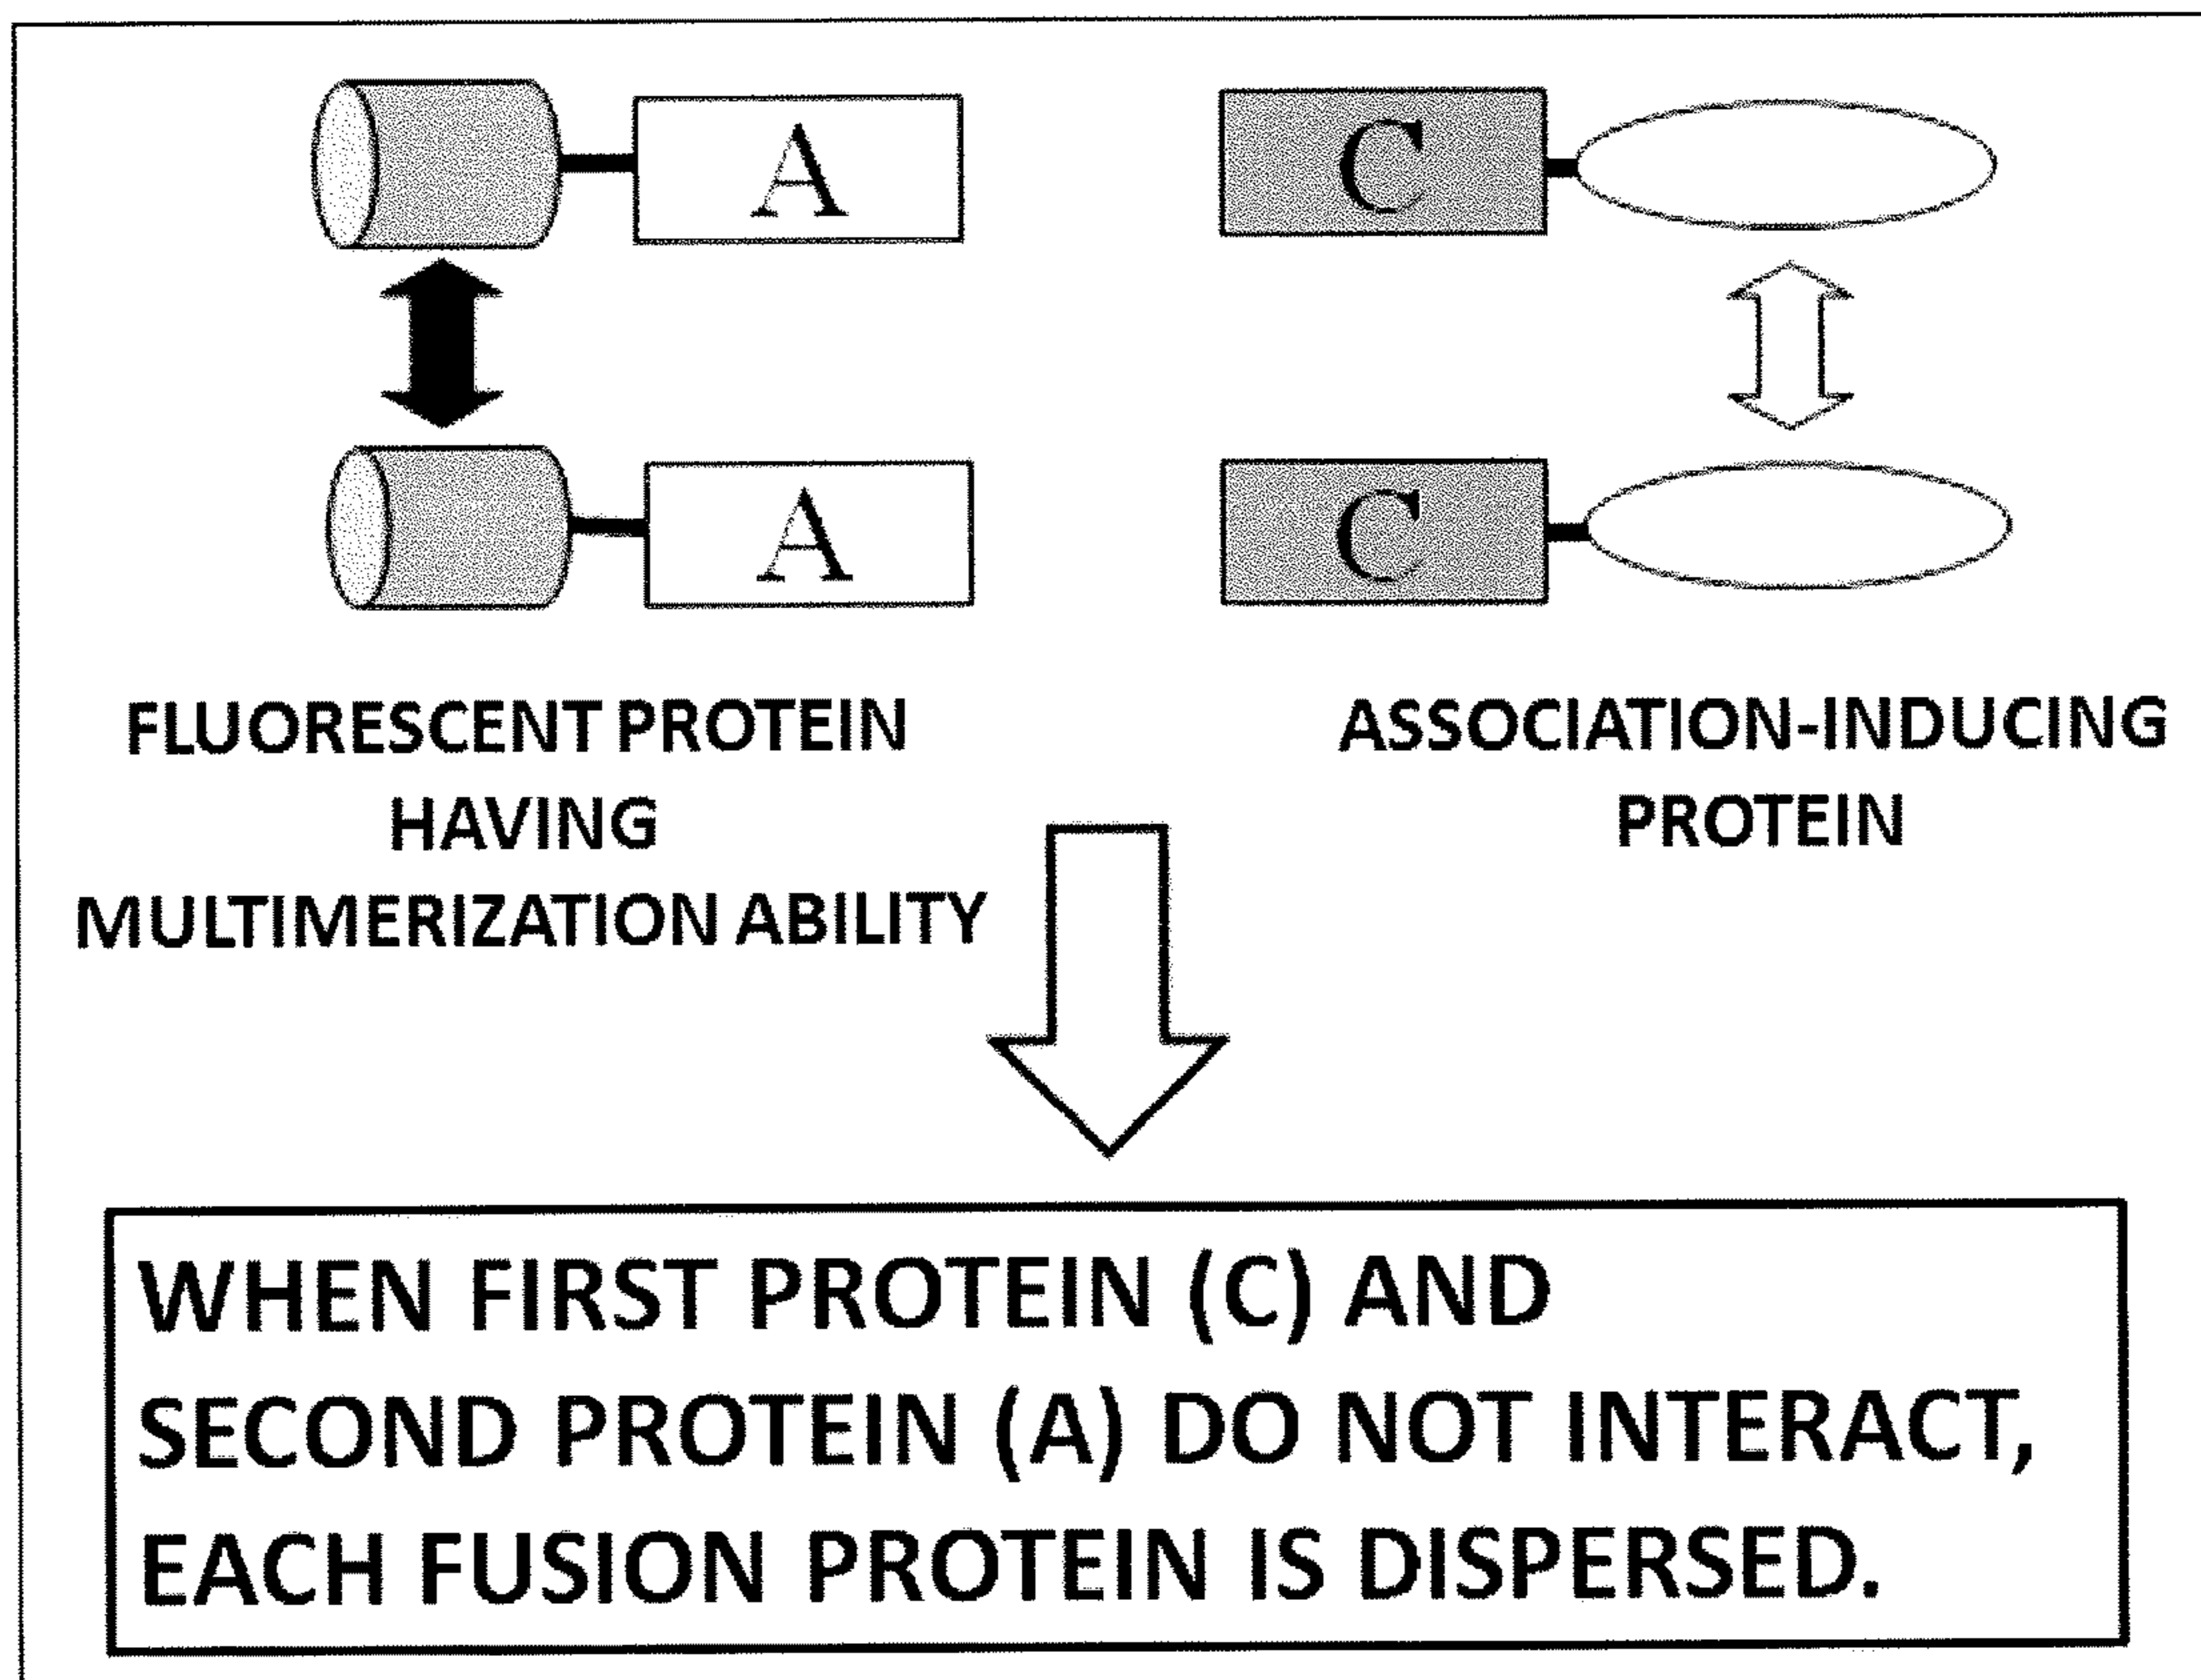 A
C
A
C
FLUORESCENT PROTEIN
HAVING
MULTIMERIZATION ABILITY
ASSOCIATION-INDUCING
PROTEIN
WHEN FIRST PROTEIN (C) AND
SECOND PROTEIN (A) DO NOT INTERACT,
EACH FUSION PROTEIN IS DISPERSED.